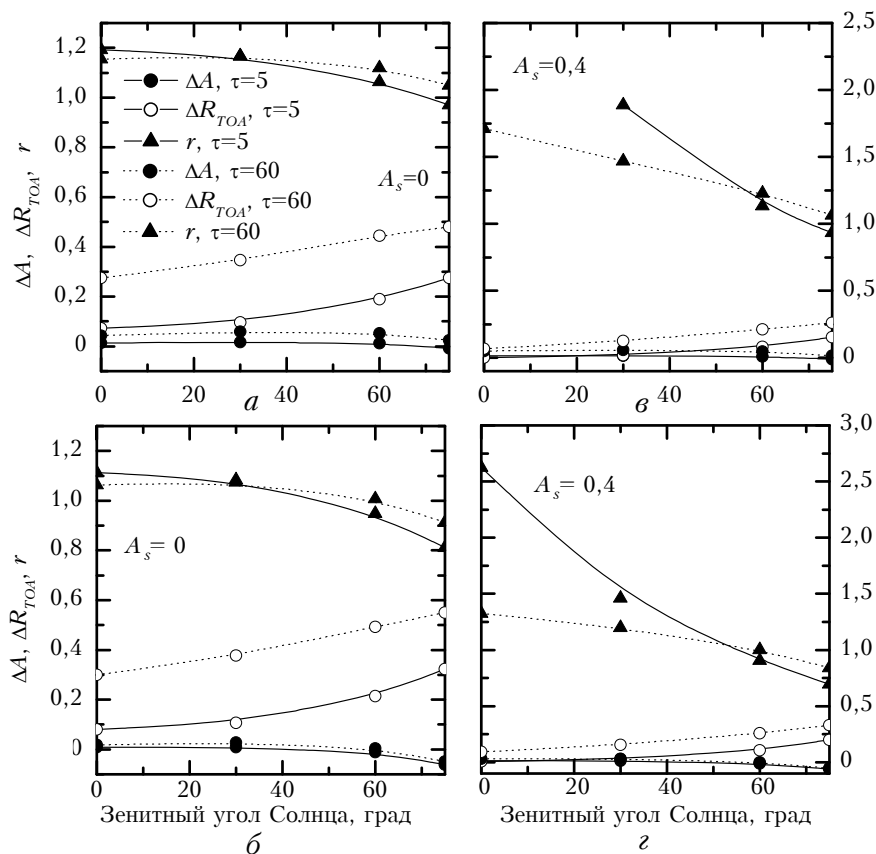 1,2
1,0
0,8
0,6
0,4
0,2
0
ΔA, ΔR_TOA, r
ΔA, τ=5
ΔR_TOA, τ=5
r, τ=5
ΔA, τ=60
ΔR_TOA, τ=60
r, τ=60
A_s=0
0 20 40 60
а
A_s=0,4
2,5
2,0
1,5
1,0
0,5
0
0 20 40 60
в
1,2
1,0
0,8
0,6
0,4
0,2
0
ΔA, ΔR_TOA, r
A_s= 0
0 20 40 60
Зенитный угол Солнца, град
б
A_s= 0,4
3,0
2,5
2,0
1,5
1,0
0,5
0
0 20 40 60
Зенитный угол Солнца, град
г